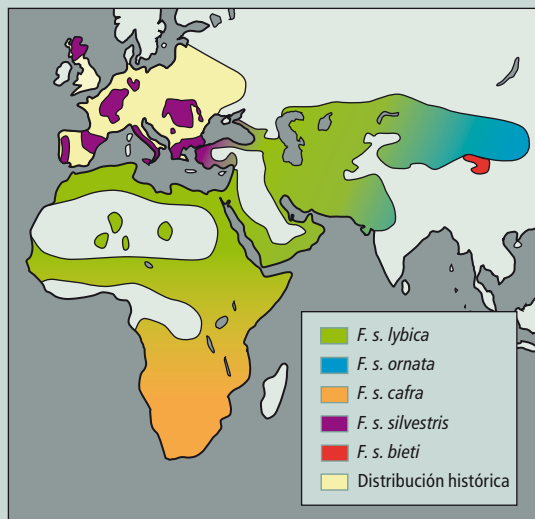 F. s. lybica
F. s. ornata
F. s. cafra
F. s. silvestris
F. s. bieti
Distribución histórica